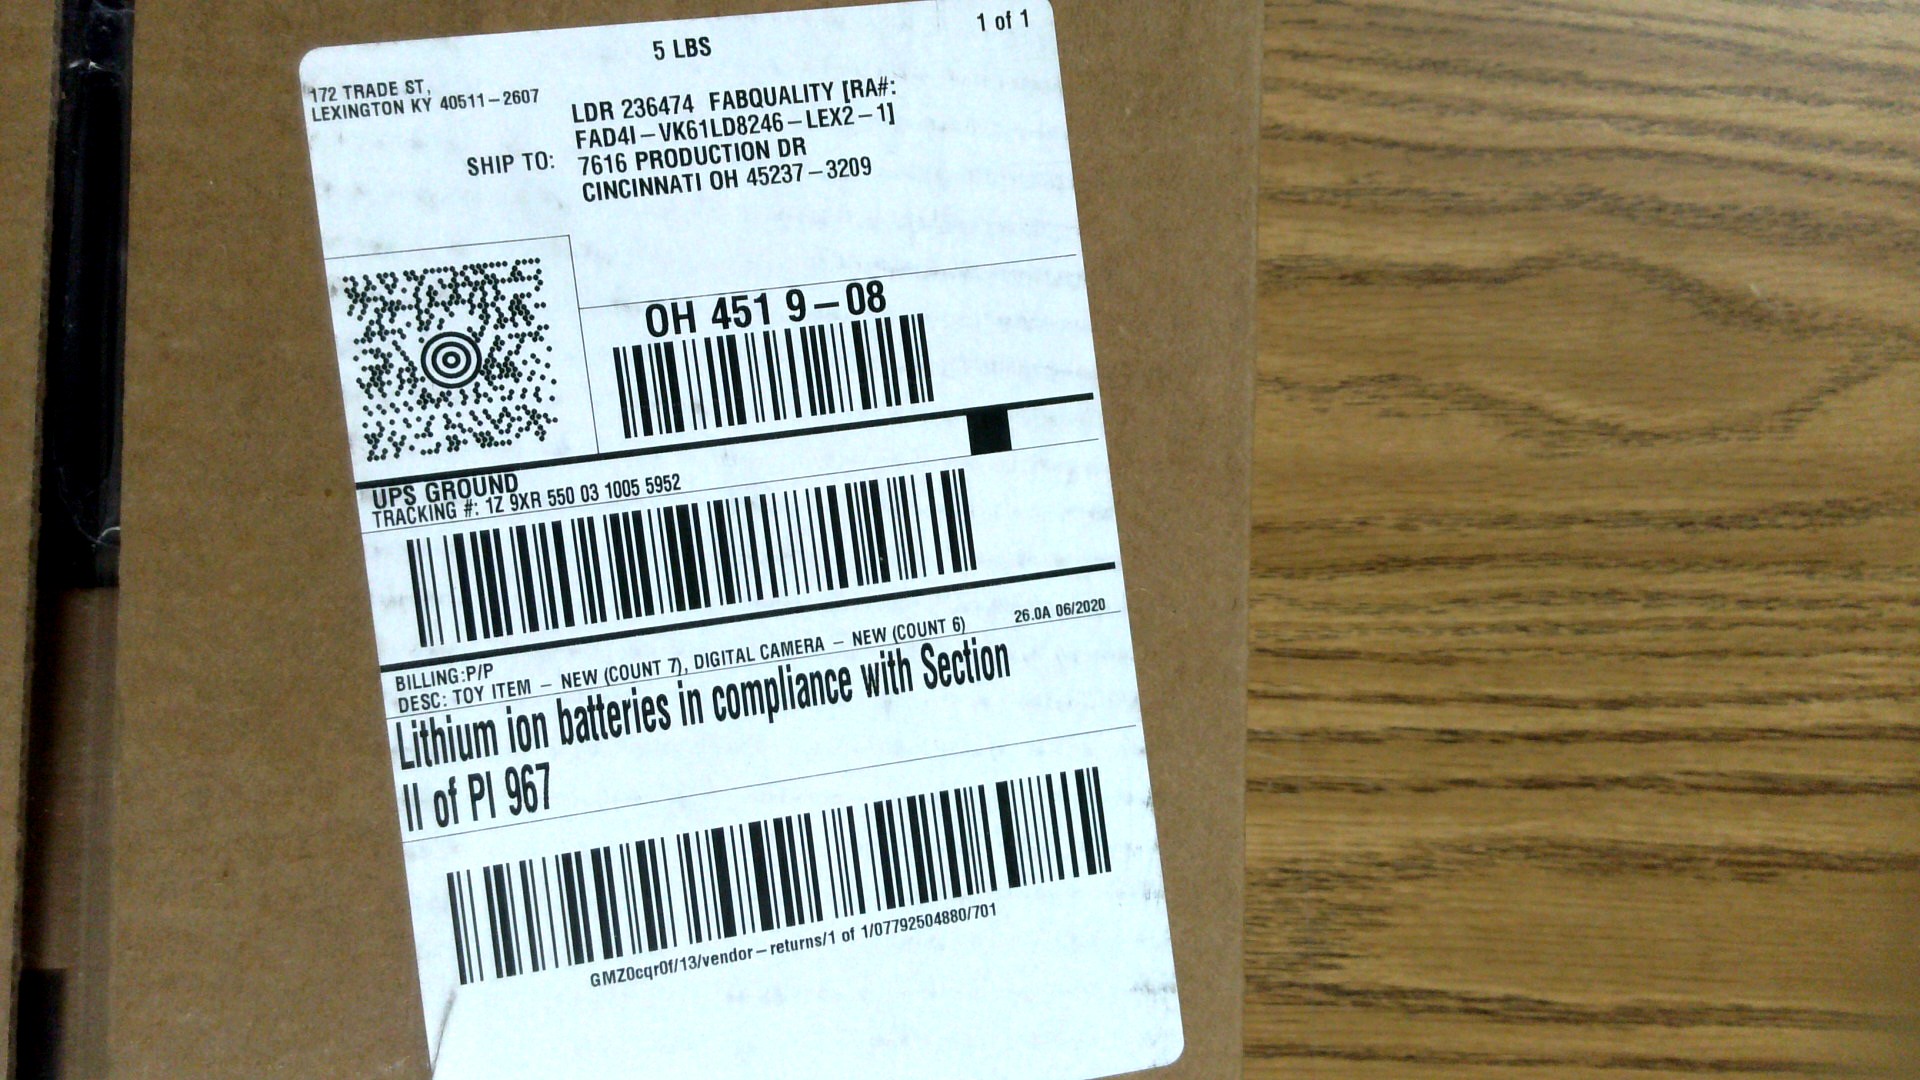 1 of 1
5 LBS
172 TRADE ST,
LEXINGTON KY 40511-2607
LDR 236474 FABQUALITY [RA#:
FAD4I-VK61LD8246-LEX2-1]
SHIP TO: 7616 PRODUCTION DR
CINCINNATI OH 45237-3209
OH 451 9-08
UPS GROUND
TRACKING #: 1Z 9XR 550 03 1005 5952
26.0A 06/2020
BILLING:P/P
DESC: TOY ITEM - NEW (COUNT 7), DIGITAL CAMERA - NEW (COUNT 6)
Lithium ion batteries in compliance with Section
II of PI 967
GMZ0cqr0f/13/vendor-returns/1 of 1/07792504880/701